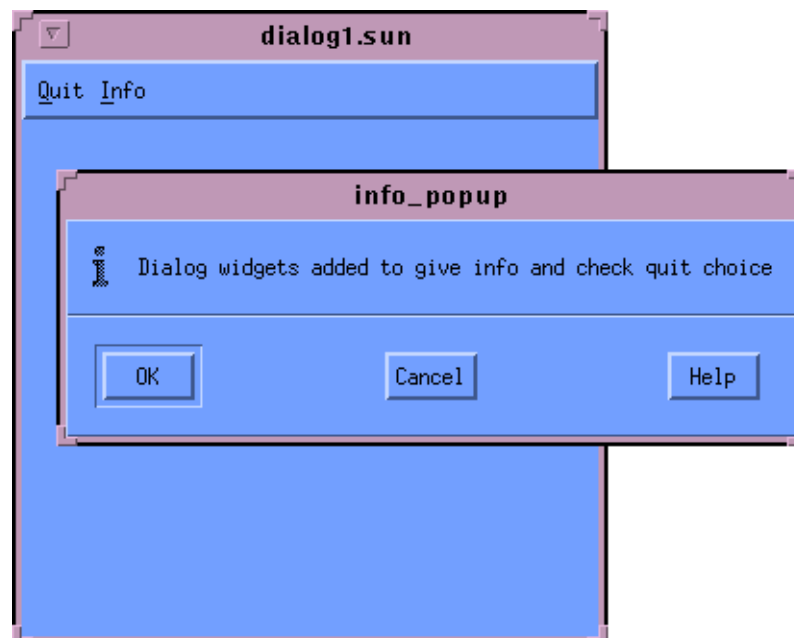 dialog1.sun
Quit Info
info_popup
Dialog widgets added to give info and check quit choice
OK Cancel Help